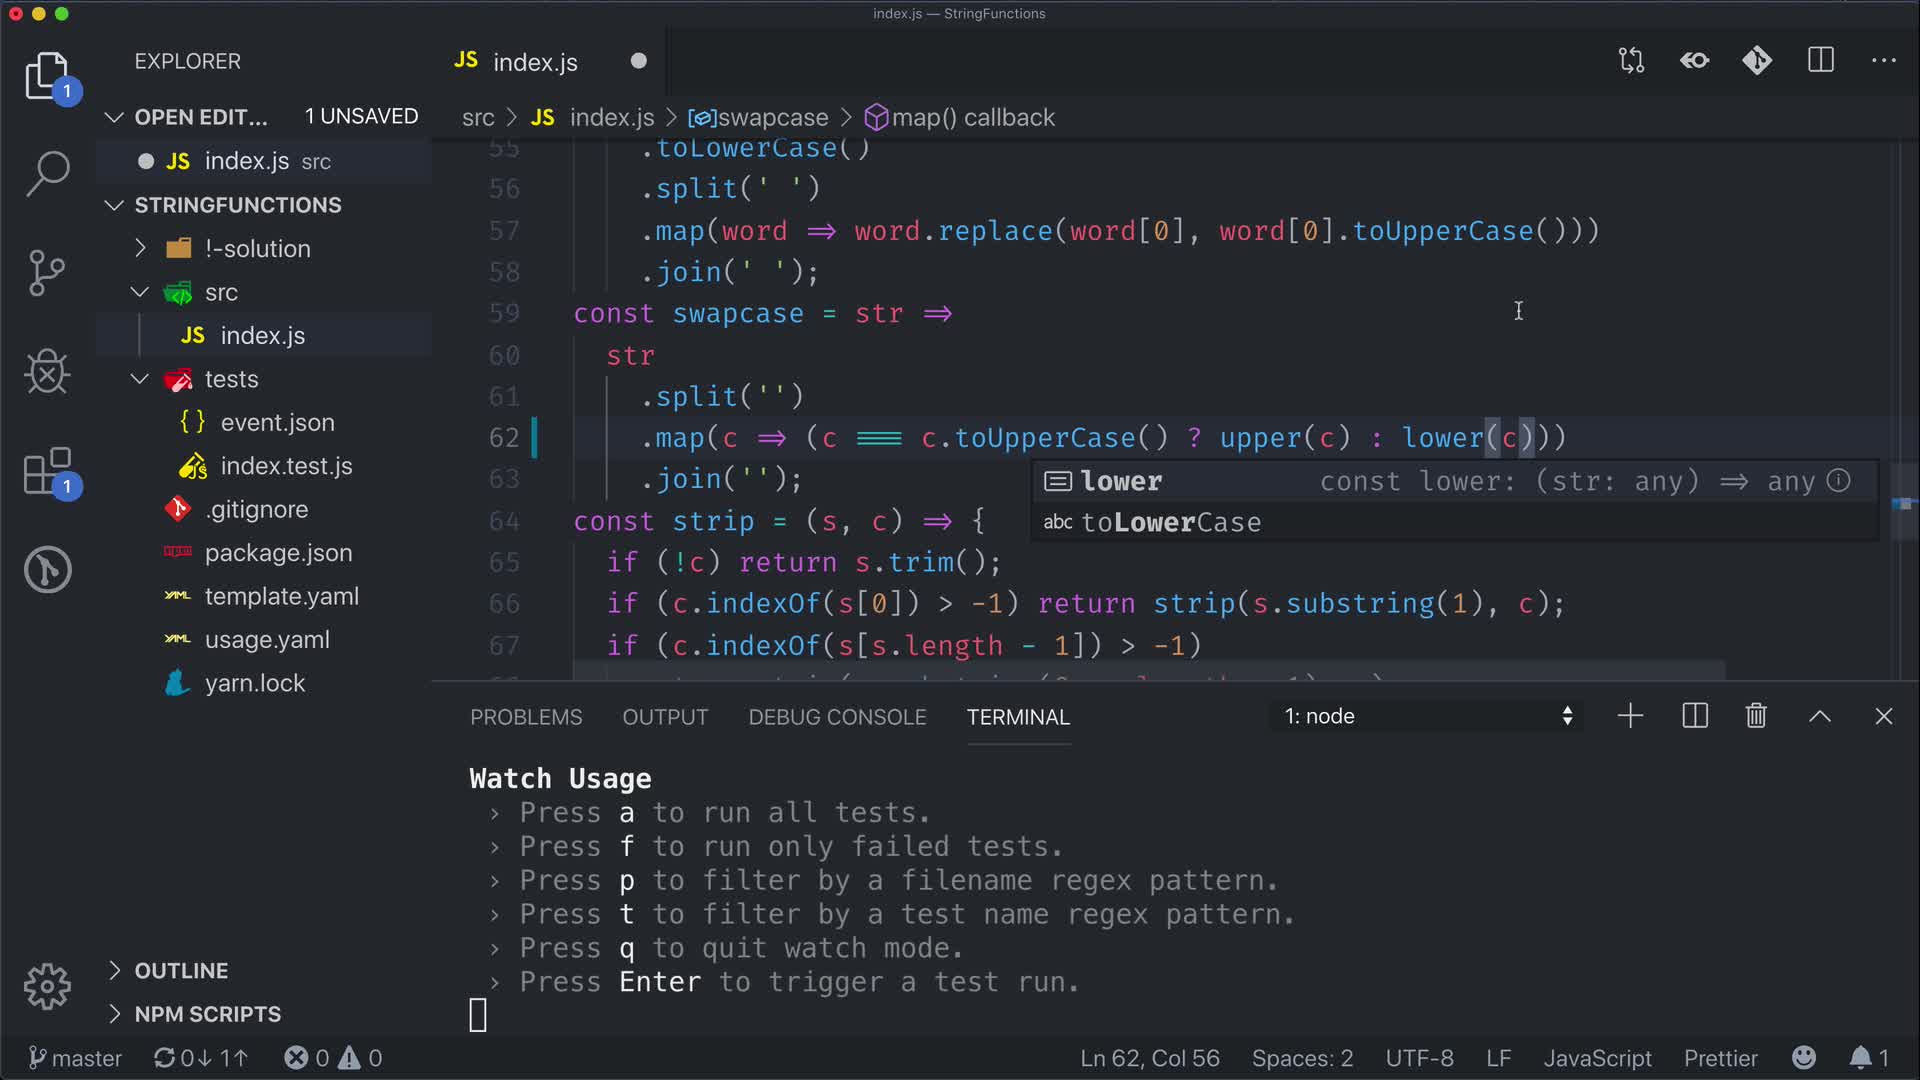 index.js — StringFunctions
EXPLORER
JS index.js
1
OPEN EDIT... 1 UNSAVED
src > JS index.js > swapcase > map() callback
JS index.js src
STRINGFUNCTIONS
!-solution
src
JS index.js
tests
{ } event.json
index.test.js
.gitignore
package.json
YAML template.yaml
YAML usage.yaml
yarn.lock
1
OUTLINE
NPM SCRIPTS
55 .toLowerCase()
56 .split(' ')
57 .map(word => word.replace(word[0], word[0].toUpperCase()))
58 .join(' ');
59 const swapcase = str =>
60 str
61 .split('')
62 .map(c => (c === c.toUpperCase() ? upper(c) : lower(c)))
63 .join('');
lower const lower: (str: any) => any
abc toLowerCase
64 const strip = (s, c) => {
65 if (!c) return s.trim();
66 if (c.indexOf(s[0]) > -1) return strip(s.substring(1), c);
67 if (c.indexOf(s[s.length - 1]) > -1)
PROBLEMS OUTPUT DEBUG CONSOLE TERMINAL 1: node
Watch Usage
› Press a to run all tests.
› Press f to run only failed tests.
› Press p to filter by a filename regex pattern.
› Press t to filter by a test name regex pattern.
› Press q to quit watch mode.
› Press Enter to trigger a test run.
master 0↓ 1↑ 0 0 Ln 62, Col 56 Spaces: 2 UTF-8 LF JavaScript Prettier 1